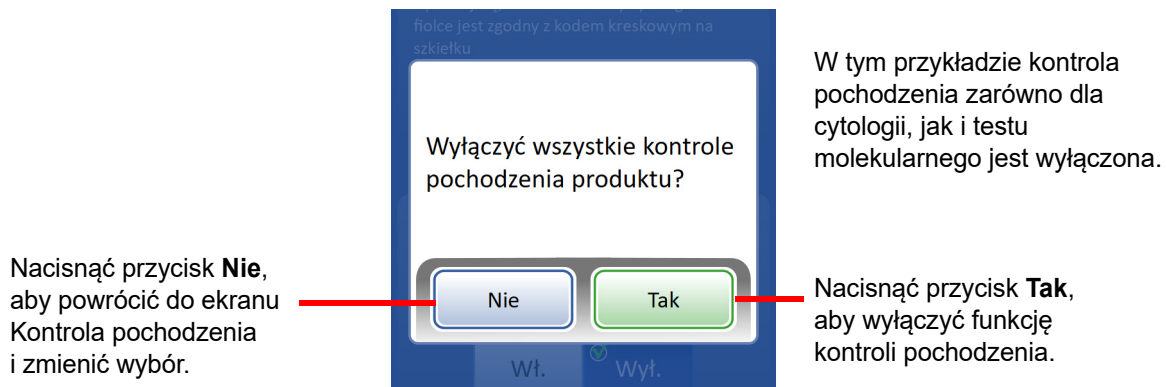 fiolce jest zgodny z kodem kreskowym na
szkiełku
Wyłączyć wszystkie kontrole
pochodzenia produktu?
Nie
Tak
Wł.
Wył.
W tym przykładzie kontrola
pochodzenia zarówno dla
cytologii, jak i testu
molekularnego jest wyłączona.
Nacisnąć przycisk Nie,
aby powrócić do ekranu
Kontrola pochodzenia
i zmienić wybór.
Nacisnąć przycisk Tak,
aby wyłączyć funkcję
kontroli pochodzenia.